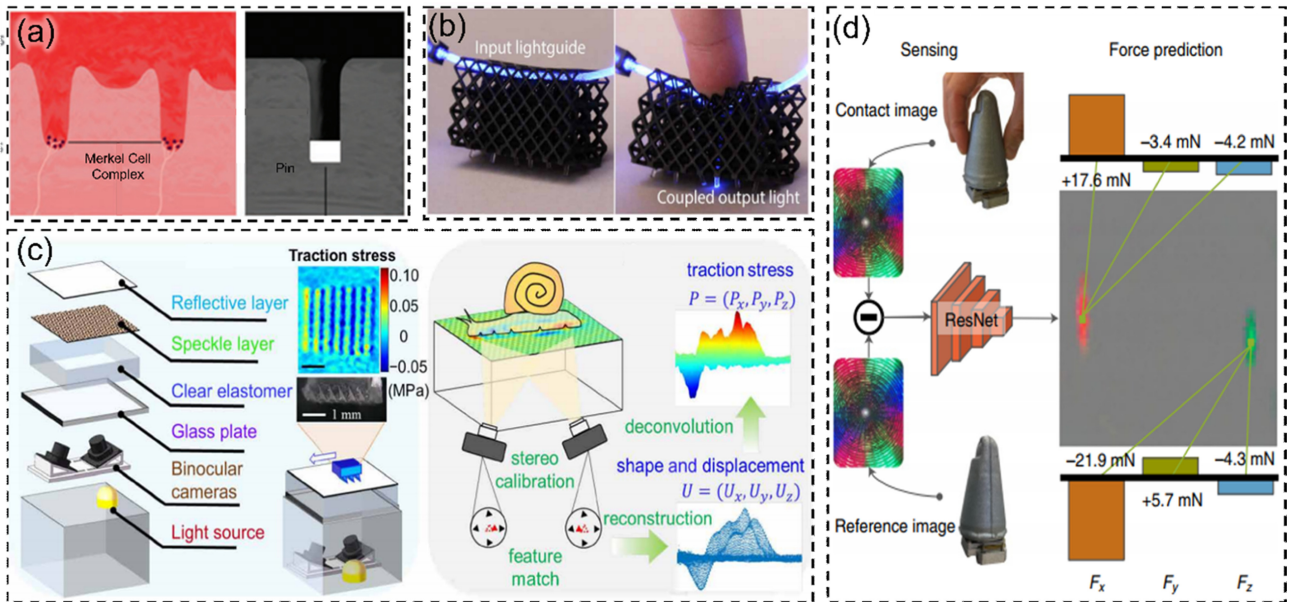 (a)
Merkel Cell
Complex
Pin
(b)
Input lightguide
Coupled output light
(c)
Reflective layer
Speckle layer
Clear elastomer
Glass plate
Binocular
cameras
Light source
Traction stress
0.10
0.05
0
−0.05
(MPa)
1 mm
stereo
calibration
feature
match
traction stress
P = (Px, Py, Pz)
deconvolution
shape and displacement
U = (Ux, Uy, Uz)
reconstruction
(d)
Sensing
Force prediction
Contact image
−3.4 mN
−4.2 mN
+17.6 mN
ResNet
−21.9 mN
−4.3 mN
+5.7 mN
Reference image
Fx
Fy
Fz